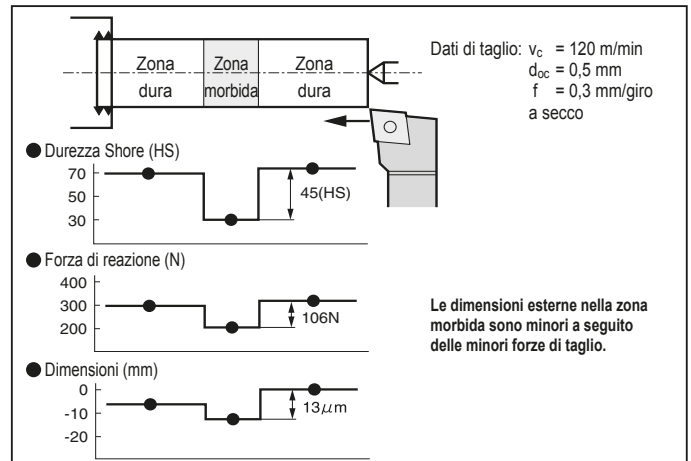 Zona dura
Zona morbida
Zona dura
Dati di taglio: vc = 120 m/min
doc = 0,5 mm
f = 0,3 mm/giro
a secco
● Durezza Shore (HS)
70
50
30
45(HS)
● Forza di reazione (N)
400
300
200
106N
Le dimensioni esterne nella zona
morbida sono minori a seguito
delle minori forze di taglio.
● Dimensioni (mm)
0
-10
-20
13μm